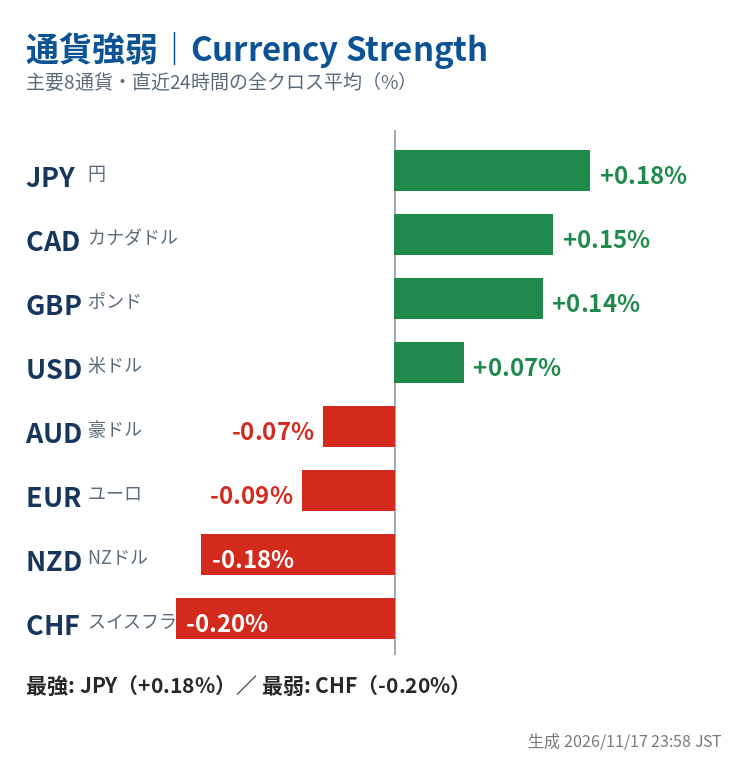 通貨強弱｜Currency Strength
主要8通貨・直近24時間の全クロス平均（%）
JPY 円 +0.18%
CAD カナダドル +0.15%
GBP ポンド +0.14%
USD 米ドル +0.07%
AUD 豪ドル -0.07%
EUR ユーロ -0.09%
NZD NZドル -0.18%
CHF スイスフラ -0.20%
最強: JPY（+0.18%）／ 最弱: CHF（-0.20%）
生成 2026/11/17 23:58 JST